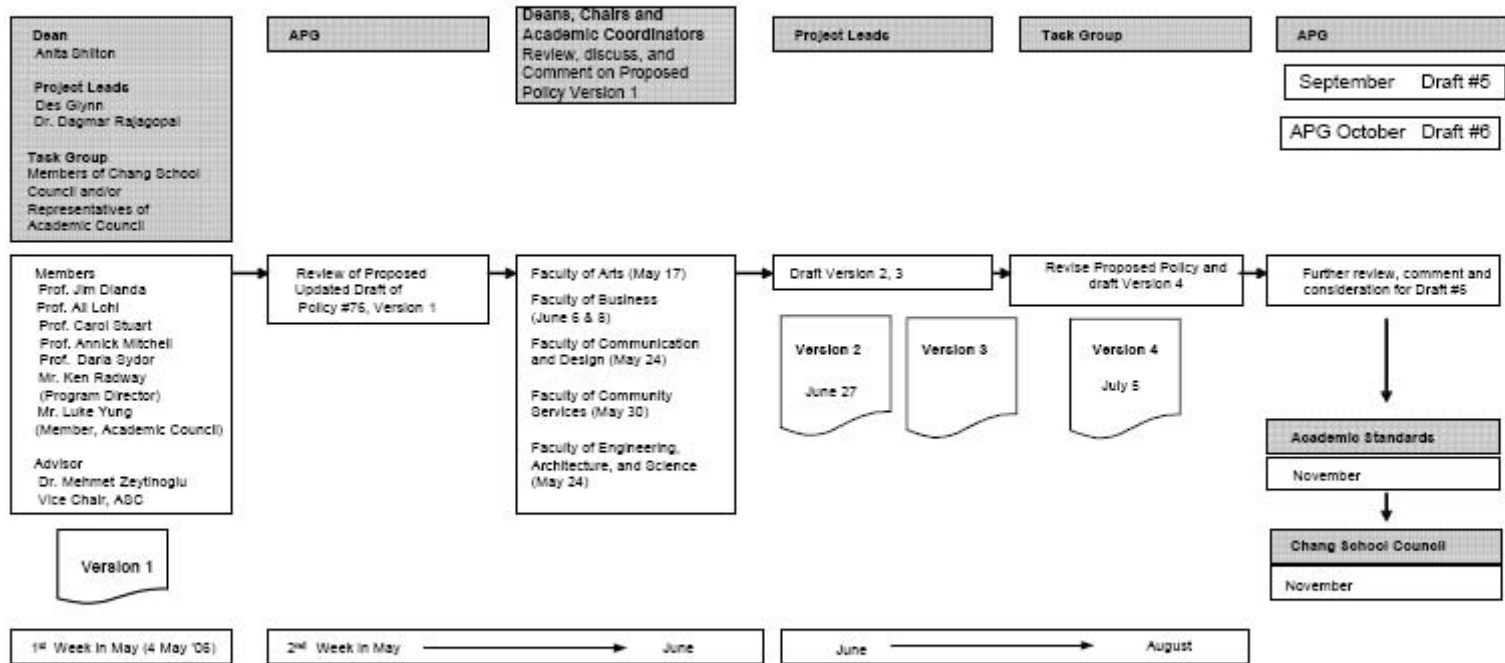 Dean
Anita Shilton
Project Leads
Des Glynn
Dr. Dagmar Rajagopal
Task Group
Members of Chang School
Council and/or
Representatives of
Academic Council
APG
Deans, Chairs and
Academic Coordinators
Review, discuss, and
Comment on Proposed
Policy Version 1
Project Leads
Task Group
APG
September Draft #5
APG October Draft #6
Members
Prof. Jim Dianda
Prof. Ali Lohi
Prof. Carol Stuart
Prof. Annick Mitchell
Prof. Daria Sydor
Mr. Ken Radway
(Program Director)
Mr. Luke Yung
(Member, Academic Council)
Advisor
Dr. Mehmet Zeytinoglu
Vice Chair, ASC
Review of Proposed
Updated Draft of
Policy #76, Version 1
Faculty of Arts (May 17)
Faculty of Business
(June 6 & 8)
Faculty of Communication
and Design (May 24)
Faculty of Community
Services (May 30)
Faculty of Engineering,
Architecture, and Science
(May 24)
Draft Version 2, 3
Revise Proposed Policy and
draft Version 4
Further review, comment and
consideration for Draft #6
Version 2
June 27
Version 3
Version 4
July 5
Academic Standards
November
Chang School Council
November
Version 1
1st Week in May (4 May '06)
2nd Week in May June
June August